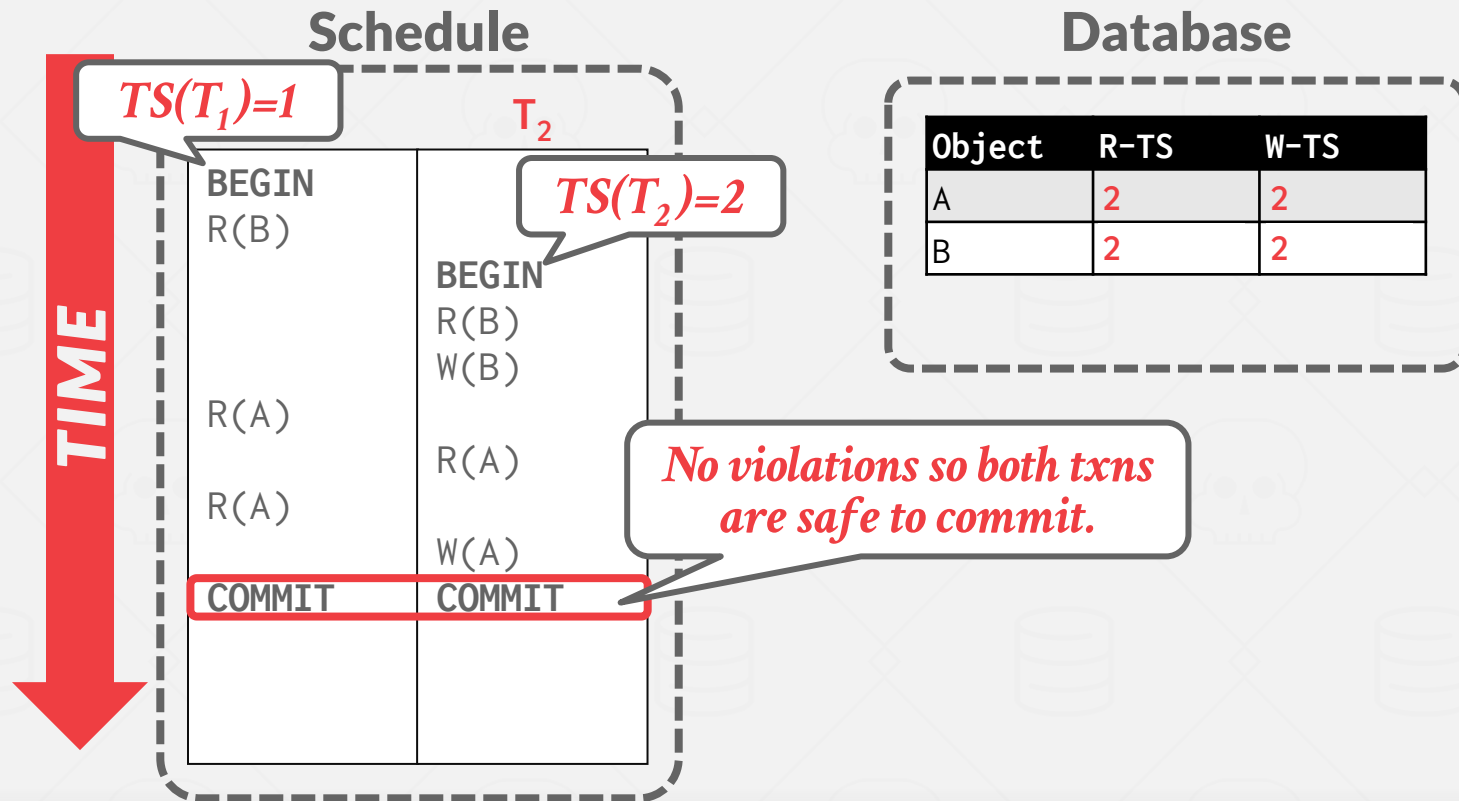 Schedule
Database
TS(T1)=1
T2
TS(T2)=2
TIME
BEGIN
R(B)
BEGIN
R(B)
W(B)
R(A)
R(A)
R(A)
W(A)
COMMIT COMMIT
No violations so both txns
are safe to commit.
Object R-TS W-TS
A 2 2
B 2 2